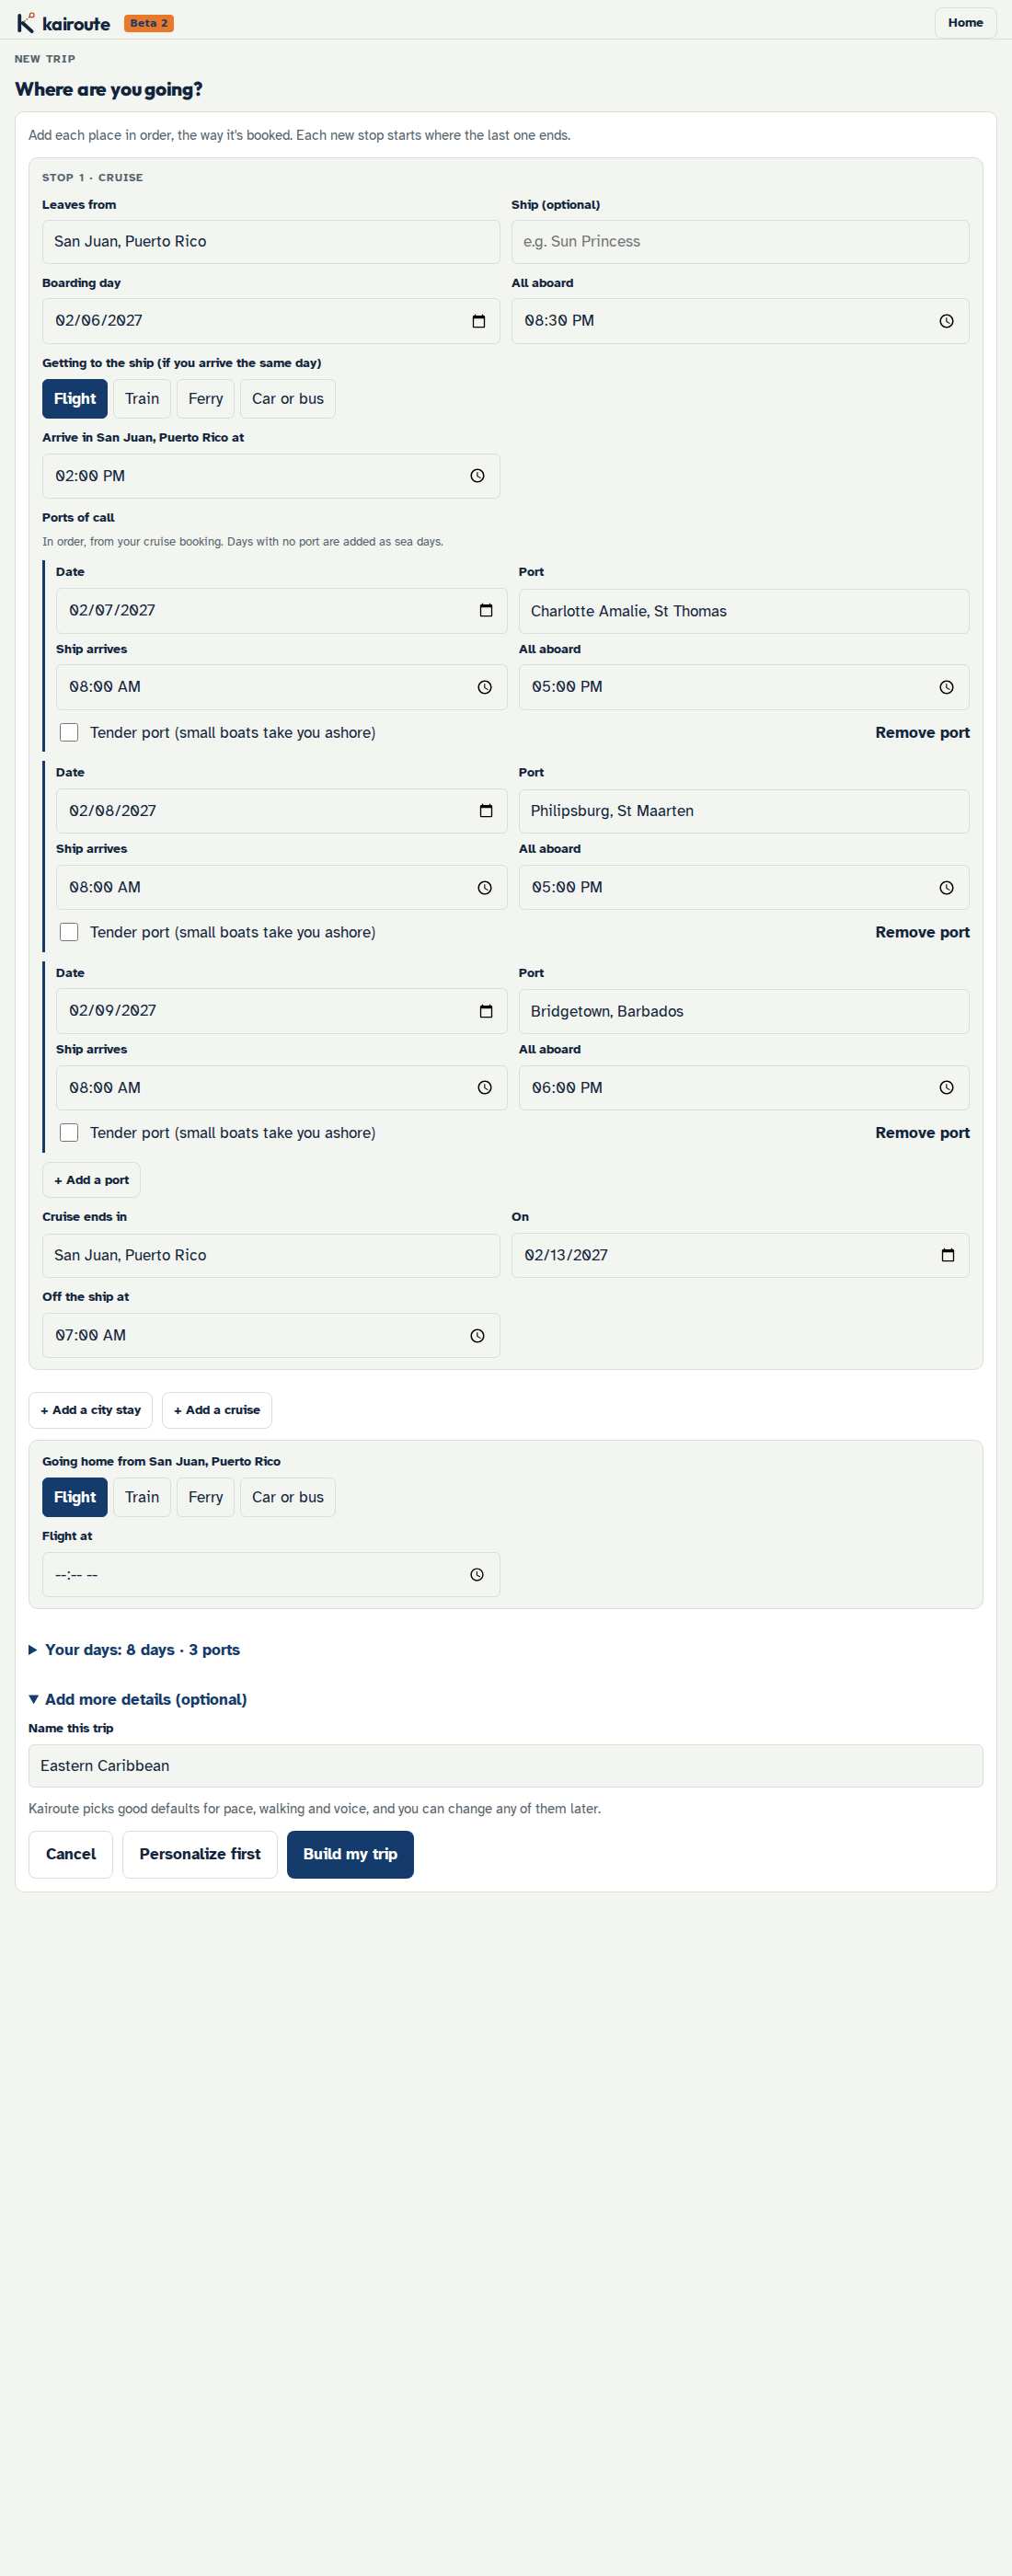 kairoute Beta 2 Home
NEW TRIP
Where are you going?
Add each place in order, the way it's booked. Each new stop starts where the last one ends.
STOP 1 · CRUISE
Leaves from Ship (optional)
San Juan, Puerto Rico e.g. Sun Princess
Boarding day All aboard
02/06/2027 08:30 PM
Getting to the ship (if you arrive the same day)
Flight Train Ferry Car or bus
Arrive in San Juan, Puerto Rico at
02:00 PM
Ports of call
In order, from your cruise booking. Days with no port are added as sea days.
Date Port
02/07/2027 Charlotte Amalie, St Thomas
Ship arrives All aboard
08:00 AM 05:00 PM
Tender port (small boats take you ashore) Remove port
Date Port
02/08/2027 Philipsburg, St Maarten
Ship arrives All aboard
08:00 AM 05:00 PM
Tender port (small boats take you ashore) Remove port
Date Port
02/09/2027 Bridgetown, Barbados
Ship arrives All aboard
08:00 AM 06:00 PM
Tender port (small boats take you ashore) Remove port
+ Add a port
Cruise ends in On
San Juan, Puerto Rico 02/13/2027
Off the ship at
07:00 AM
+ Add a city stay + Add a cruise
Going home from San Juan, Puerto Rico
Flight Train Ferry Car or bus
Flight at
--:-- --
Your days: 8 days · 3 ports
Add more details (optional)
Name this trip
Eastern Caribbean
Kairoute picks good defaults for pace, walking and voice, and you can change any of them later.
Cancel Personalize first Build my trip